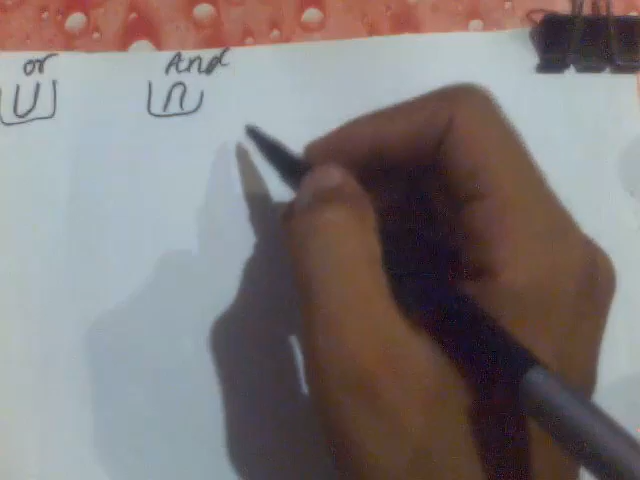 or And
U ∩